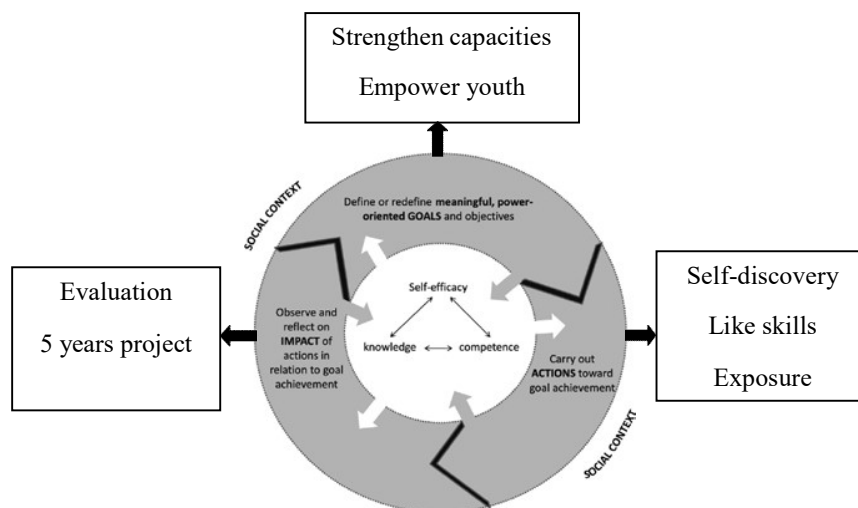 Strengthen capacities
Empower youth
SOCIAL CONTEXT
Define or redefine meaningful, power-
oriented GOALS and objectives
Evaluation
5 years project
Observe and
reflect on
IMPACT of
actions in
relation to goal
achievement
Self-efficacy
knowledge
competence
Carry out
ACTIONS toward
goal achievement
Self-discovery
Like skills
Exposure
SOCIAL CONTEXT